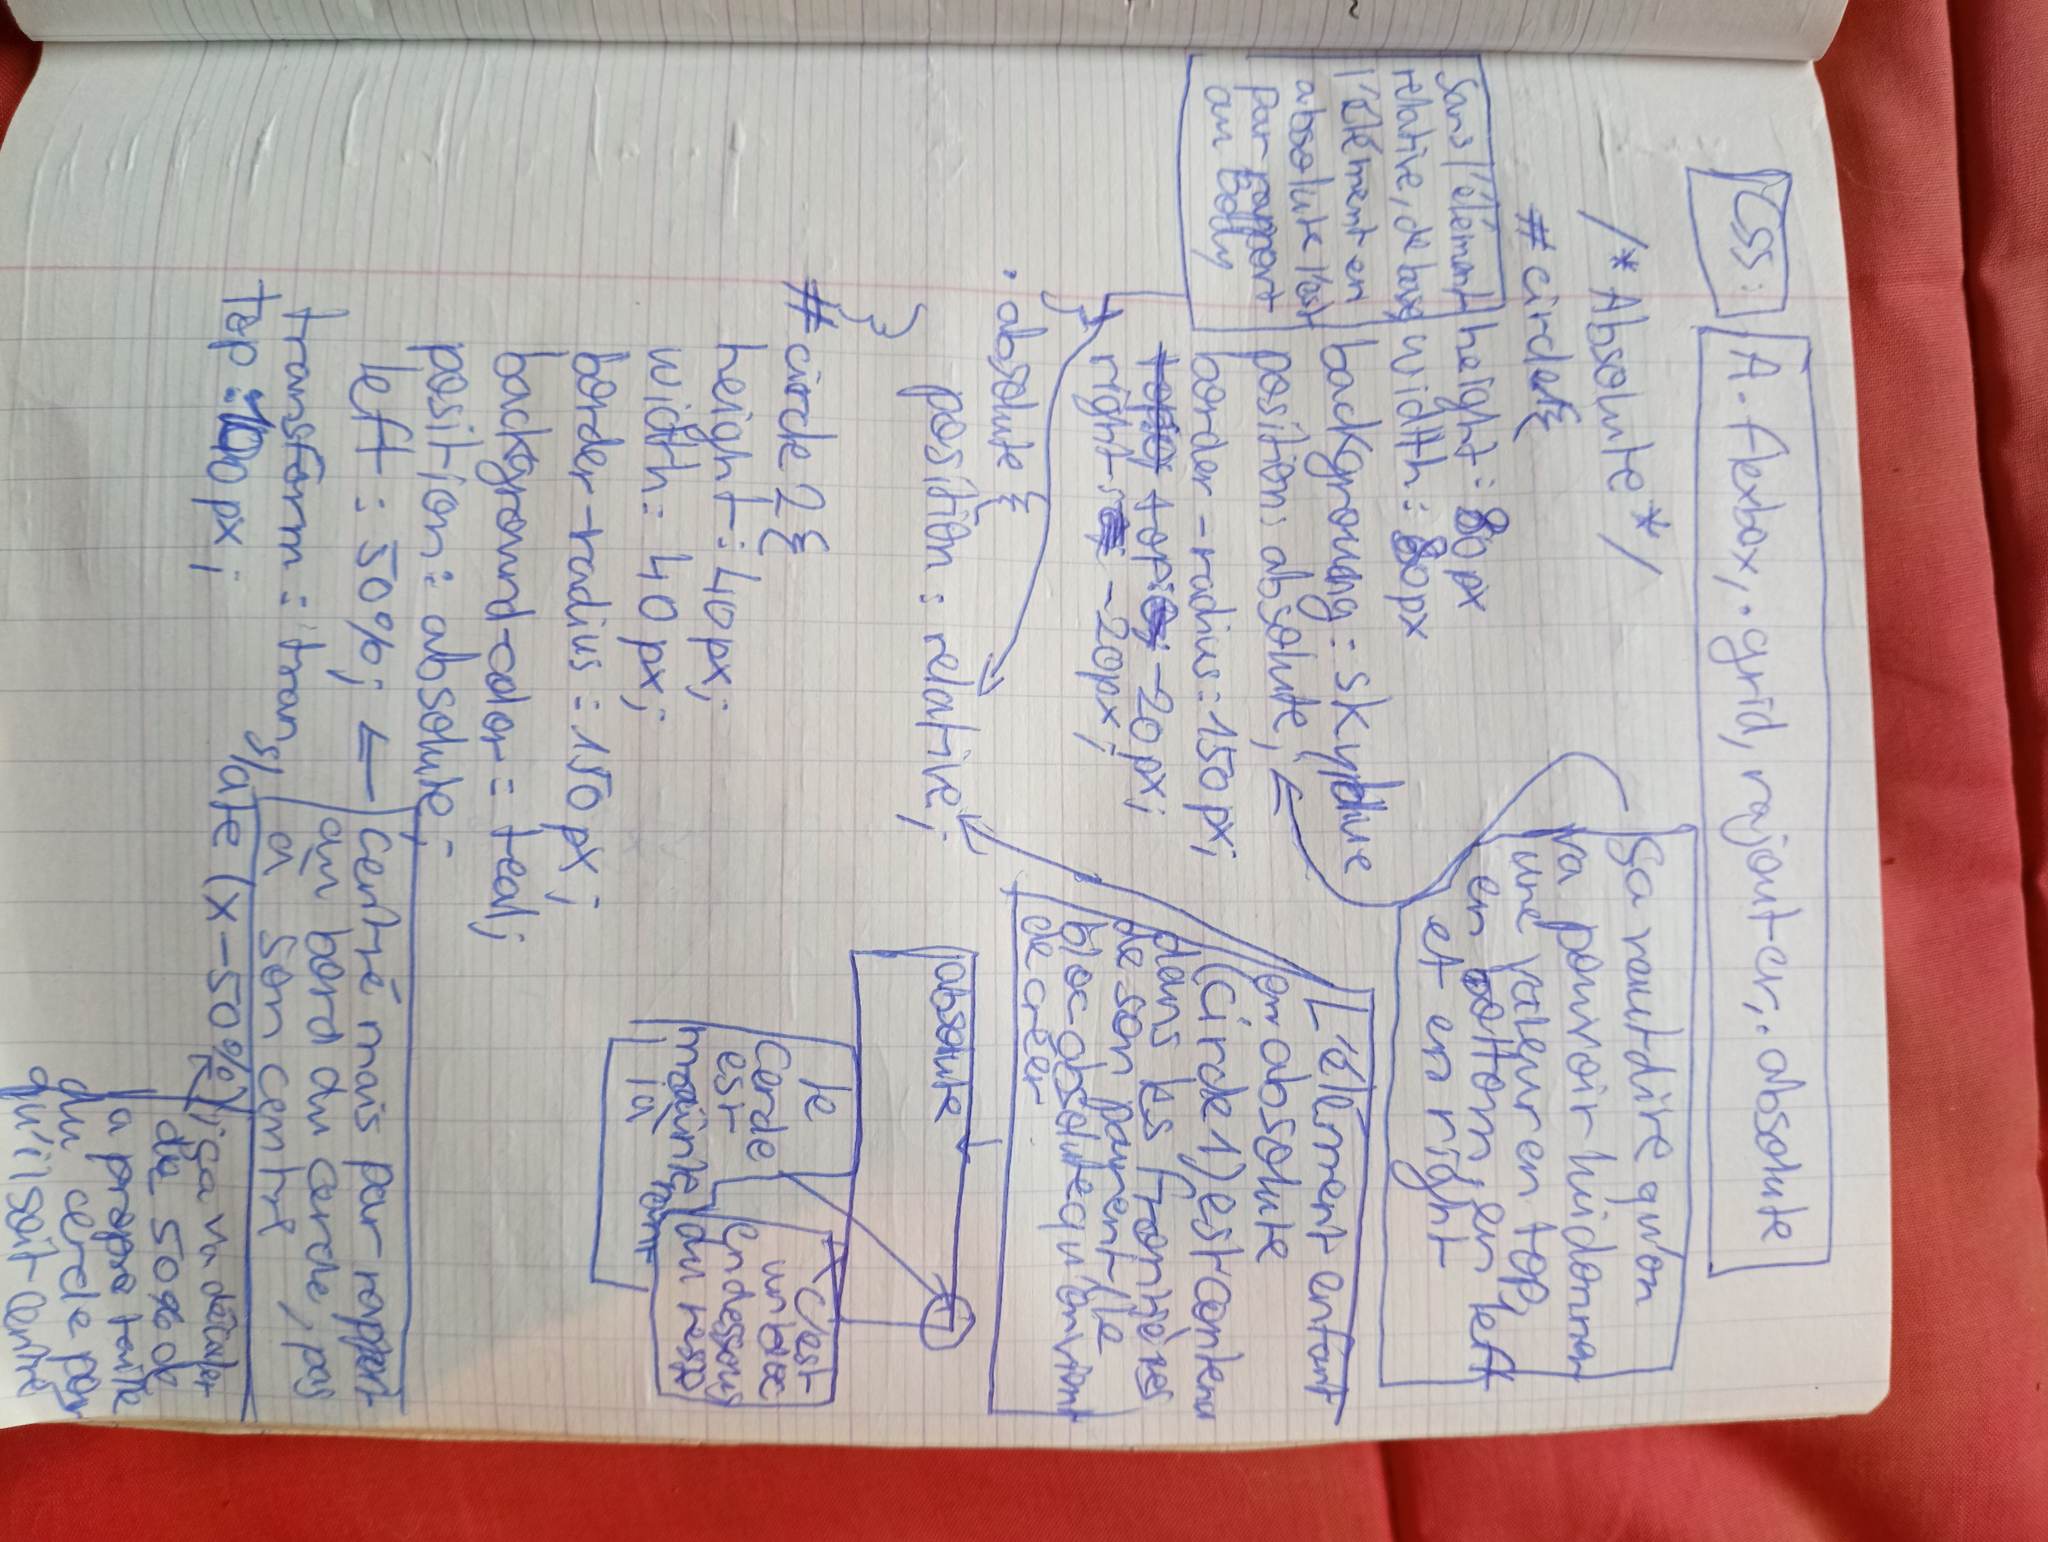 Css:
A. flexbox, .grid, rajouter, .absolute
/* Absolute */
#circle1{
height : 80px
width : 80px
background : skyblue
position : absolute;
border-radius : 150px;
top : -20px;
right : -20px;
}
Sa veut dire qu'on
va pouvoir lui donner
une valeur en top,
en bottom, en left
et en right
Sans l'élément
relative, de base,
l'élément en
absolute l'est
par rapport
au Body
.absolute {
position : relative;
}
L'élément enfant
en absolute
(circle 1) est contenu
dans les frontières
de son parent (le
bloc absolute qu'on vient
de créer
absolute
le
Cercle
est
maintenant
là
C'est
un bloc
en dessous
du resp
#circle 2{
height : 40px;
width : 40px;
border-radius : 150px;
background-color : teal;
position : absolute;
left : 50%; ←
Centré mais par rapport
au bord du cercle, pas
à son centre
transform : translate(x-50%);
top : 100px;
ça va décaler
de 50% de
la propre taille
du cercle pour
qu'il soit centré